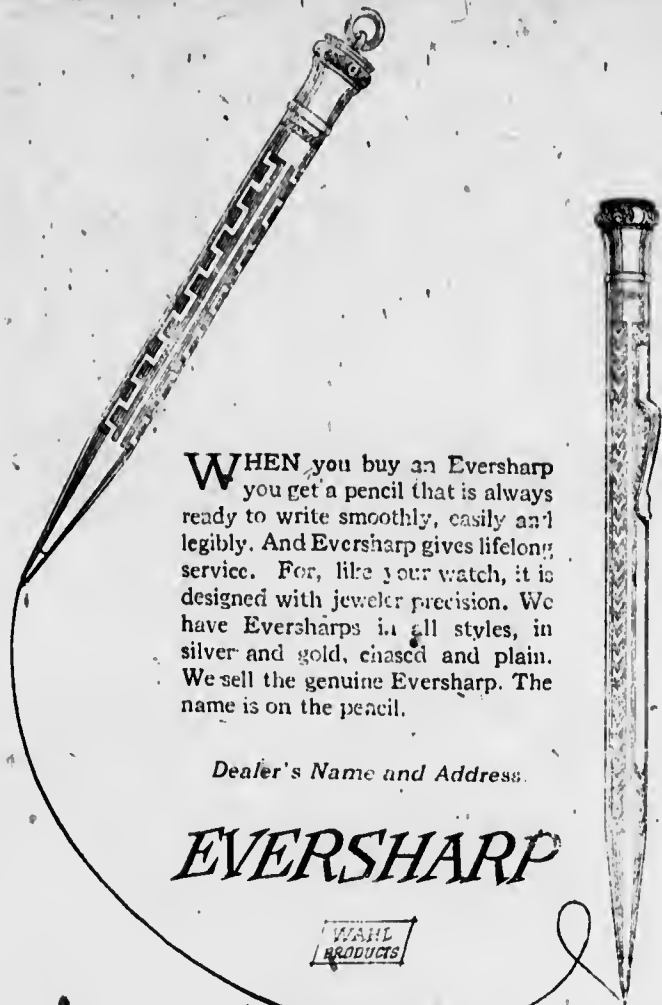 WHEN you buy an Eversharp
you get a pencil that is always
ready to write smoothly, easily and
legibly. And Eversharp gives lifelong
service. For, like your watch, it is
designed with jeweler precision. We
have Eversharps in all styles, in
silver and gold, chased and plain.
We sell the genuine Eversharp. The
name is on the pencil.
Dealer's Name and Address
EVERSHARP
WAHL
PRODUCTS